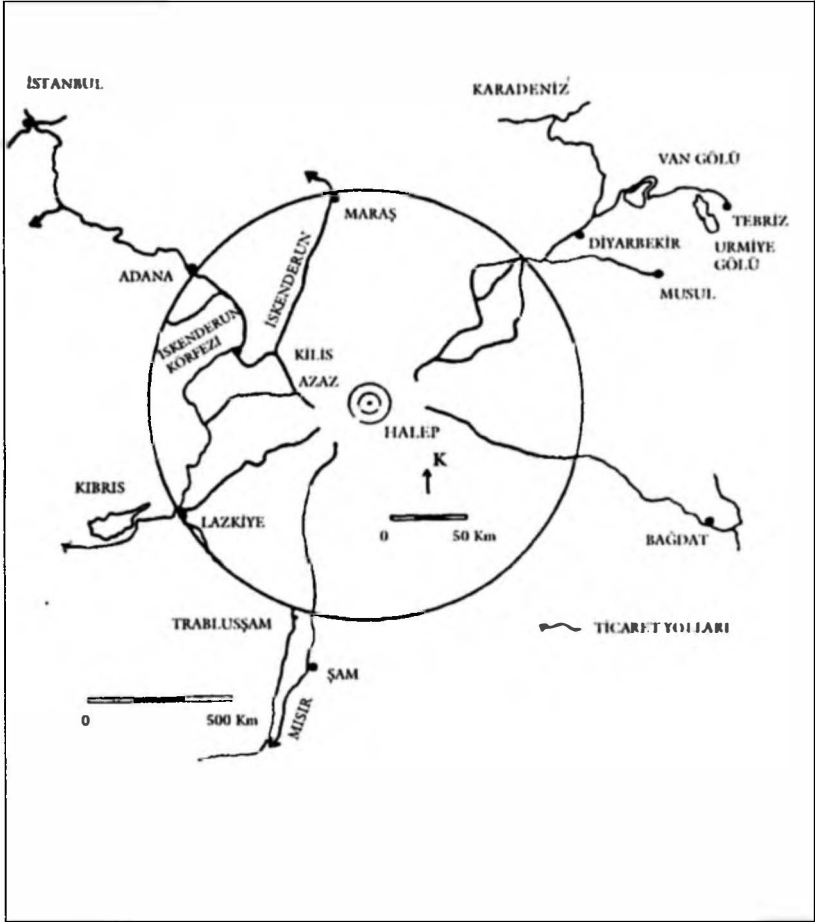 İSTANBUL
KARADENİZ
VAN GÖLÜ
MARAŞ
TEBRİZ
DİYARBEKİR
URMİYE
GÖLÜ
ADANA
MUSUL
İSKENDERUN
İSKENDERUN
KÖRFEZİ
KİLİS
AZAZ
HALEP
K
KIBRIS
LAZKİYE
0 50 Km
BAĞDAT
TRABLUSŞAM
TİCARET YOLLARI
ŞAM
MISIR
0 500 Km